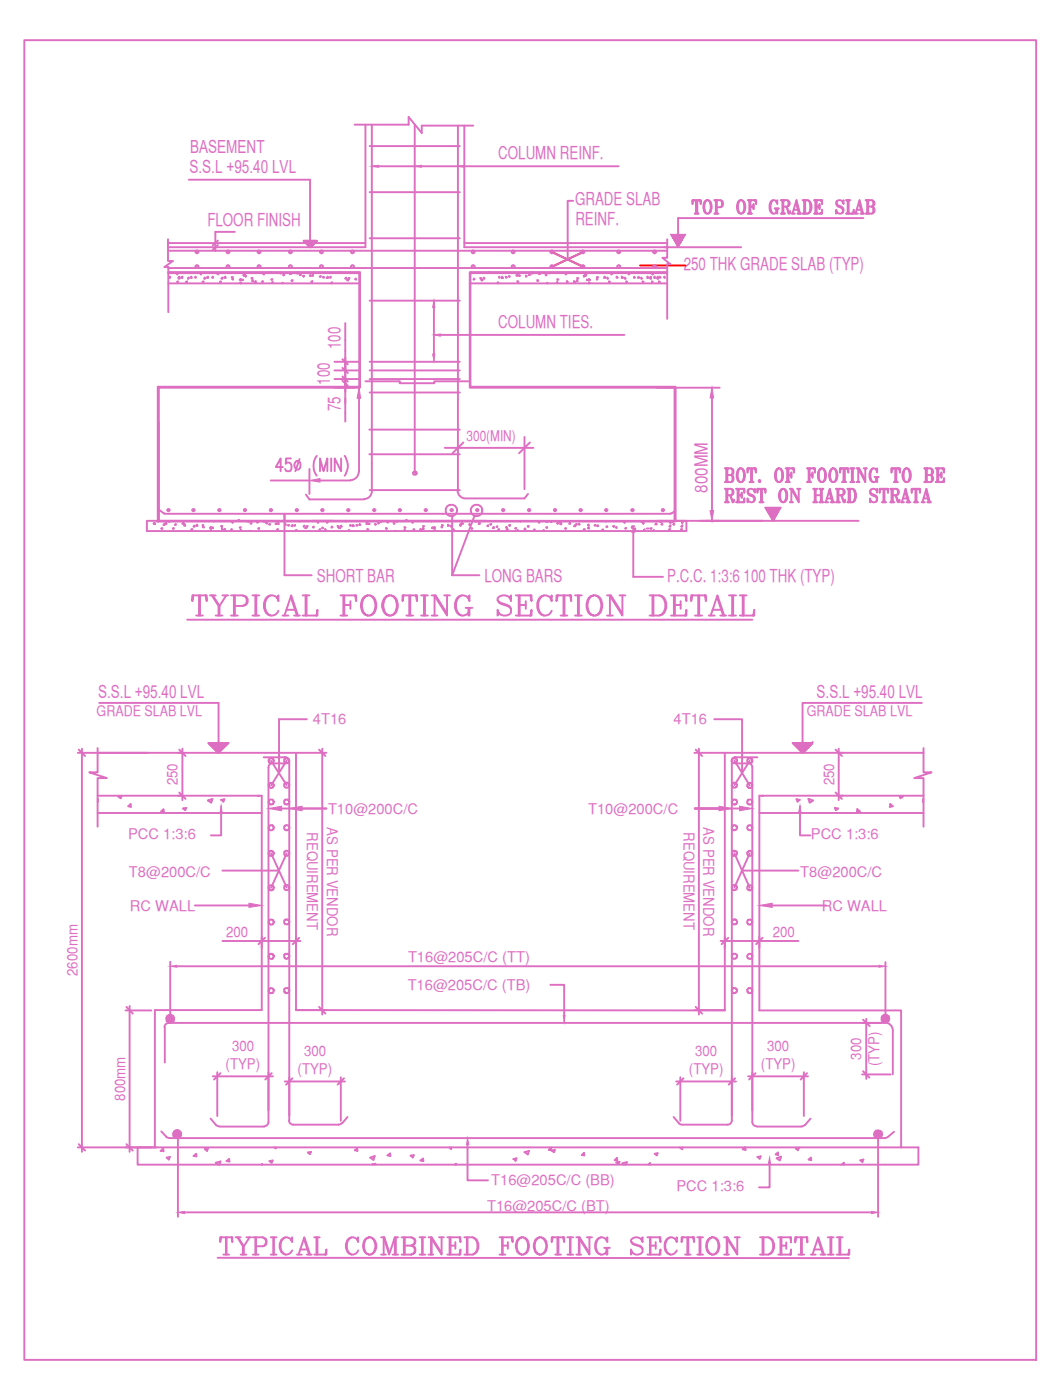 BASEMENT
S.S.L +95.40 LVL
COLUMN REINF.
FLOOR FINISH
GRADE SLAB
REINF.
TOP OF GRADE SLAB
250 THK GRADE SLAB (TYP)
COLUMN TIES.
100
100
75
300(MIN)
45ø (MIN)
800MM
BOT. OF FOOTING TO BE
REST ON HARD STRATA
SHORT BAR
LONG BARS
P.C.C. 1:3:6 100 THK (TYP)
TYPICAL FOOTING SECTION DETAIL
S.S.L +95.40 LVL
GRADE SLAB LVL
4T16
4T16
S.S.L +95.40 LVL
GRADE SLAB LVL
250
250
T10@200C/C
T10@200C/C
PCC 1:3:6
PCC 1:3:6
AS PER VENDOR
REQUIREMENT
AS PER VENDOR
REQUIREMENT
T8@200C/C
T8@200C/C
RC WALL
RC WALL
200
200
2600mm
T16@205C/C (TT)
T16@205C/C (TB)
800mm
300
(TYP)
300
(TYP)
300
(TYP)
300
(TYP)
300
(TYP)
T16@205C/C (BB)
PCC 1:3:6
T16@205C/C (BT)
TYPICAL COMBINED FOOTING SECTION DETAIL